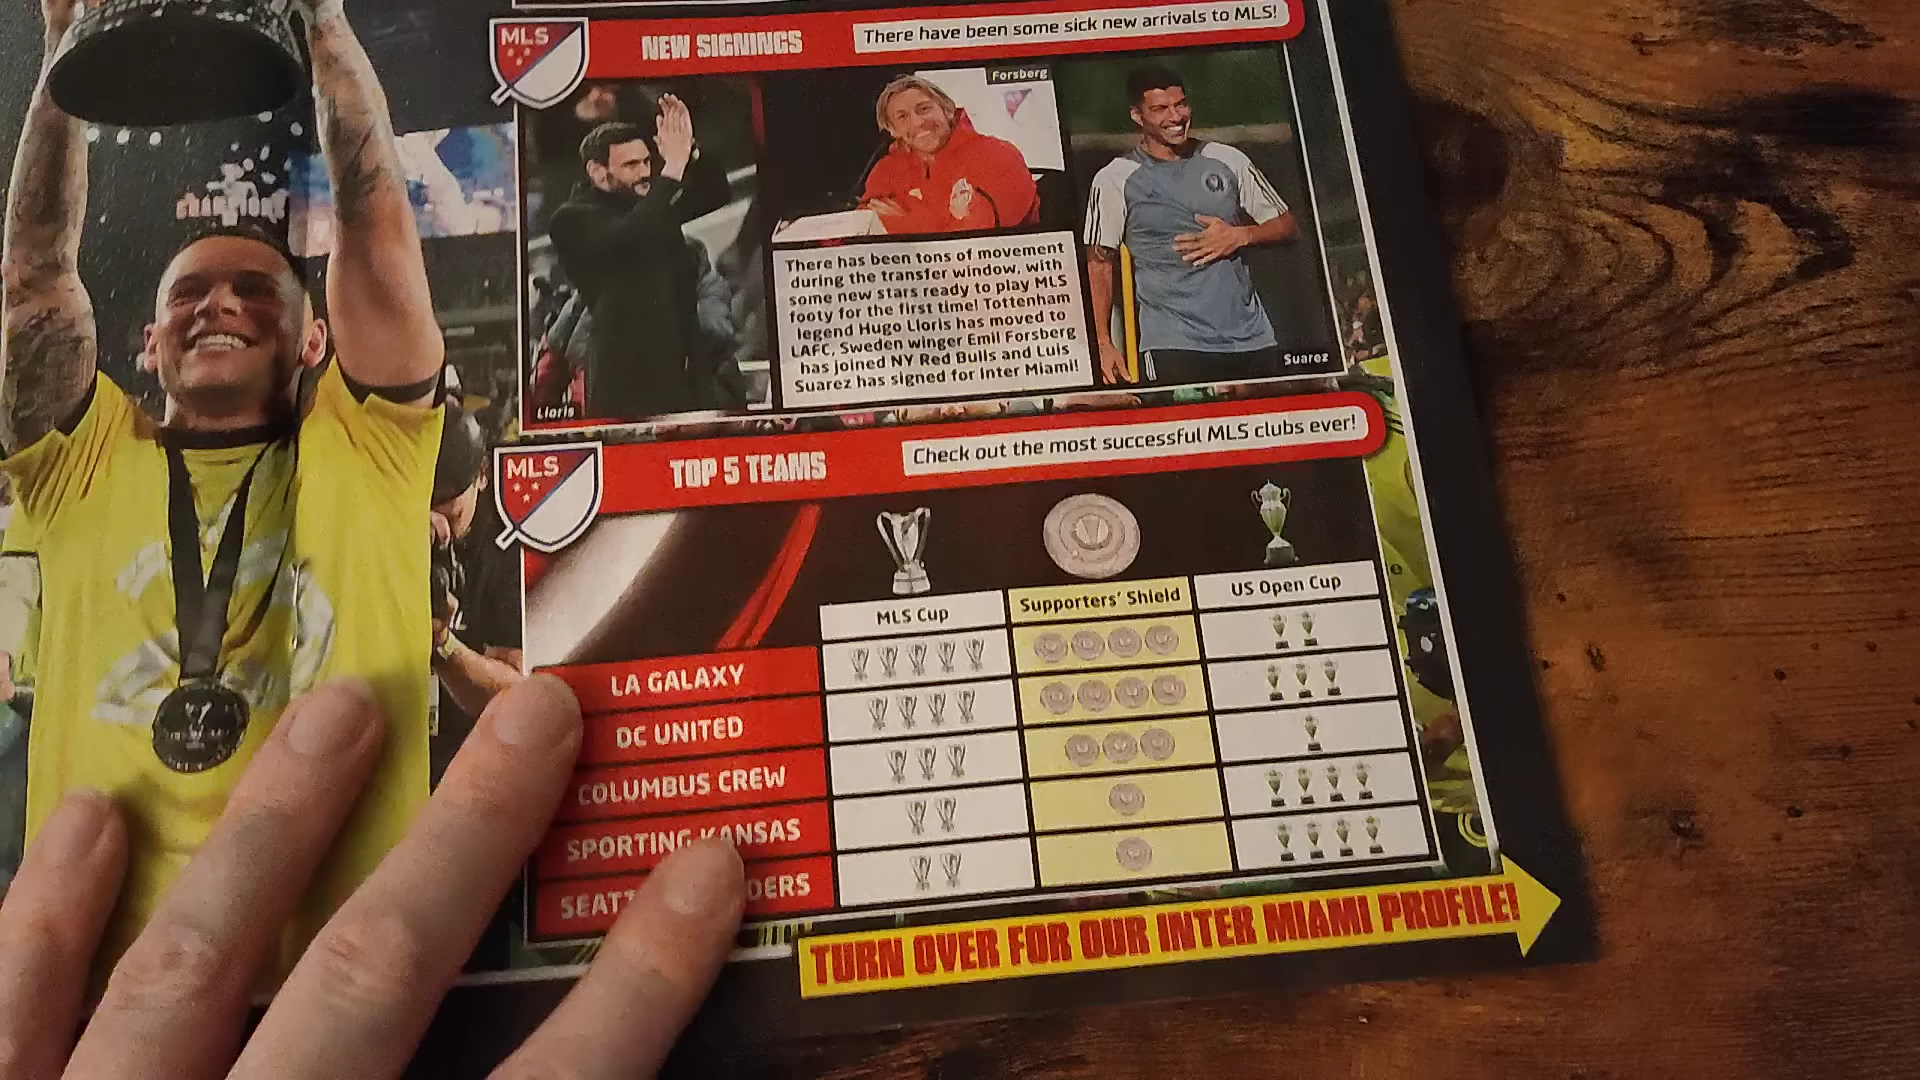 MLS
NEW SIGNINGS
There have been some sick new arrivals to MLS!
Forsberg
There has been tons of movement
during the transfer window, with
some new stars ready to play MLS
footy for the first time! Tottenham
legend Hugo Lloris has moved to
LAFC, Sweden winger Emil Forsberg
has joined NY Red Bulls and Luis
Suarez has signed for Inter Miami!
Lloris
Suarez
MLS
TOP 5 TEAMS
Check out the most successful MLS clubs ever!
MLS Cup
Supporters' Shield
US Open Cup
LA GALAXY
DC UNITED
COLUMBUS CREW
SPORTING KANSAS
TURN OVER FOR OUR INTER MIAMI PROFILE!